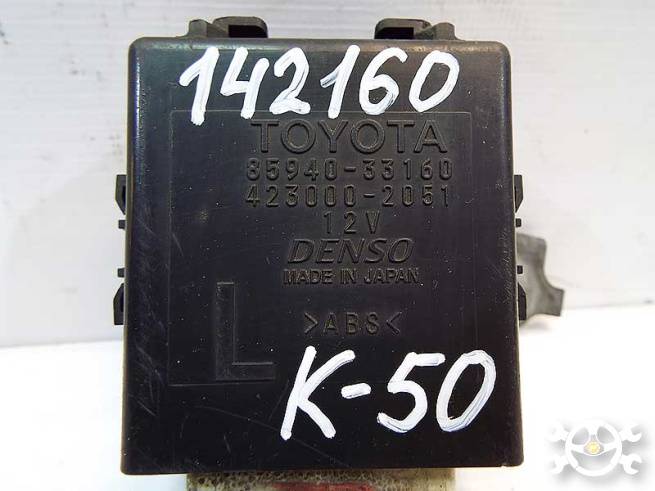 142160
TOYOTA
85940-33160
423000-2051
12V
DENSO
MADE IN JAPAN
L
>ABS<
K-50